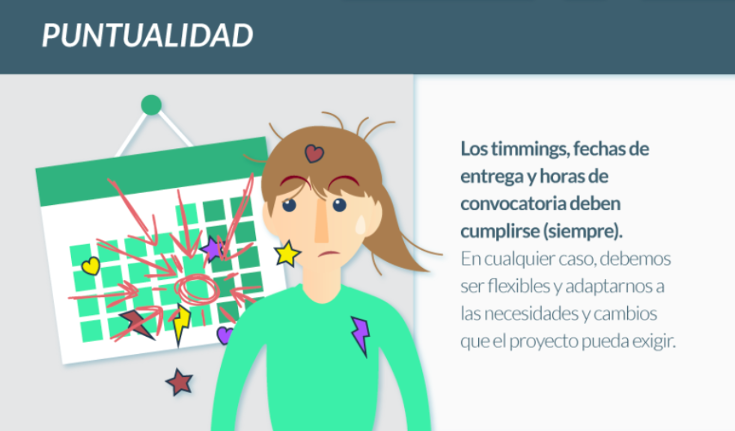 PUNTUALIDAD
Los timmings, fechas de
entrega y horas de
convocatoria deben
cumplirse (siempre).
En cualquier caso, debemos
ser flexibles y adaptarnos a
las necesidades y cambios
que el proyecto pueda exigir.